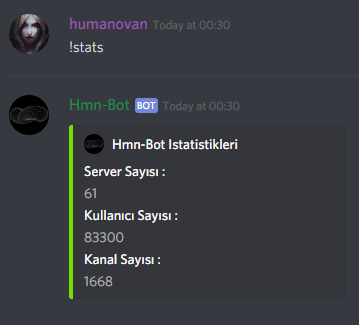 humanovan Today at 00:30
!stats
Hmn-Bot BOT Today at 00:30
Hmn-Bot Istatistikleri
Server Sayısı :
61
Kullanıcı Sayısı :
83300
Kanal Sayısı :
1668